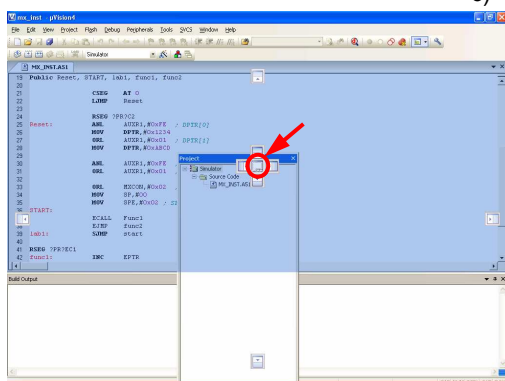 mx_inst - µVision4
File Edit View Project Flash Debug Peripherals Tools SVCS Window Help
Simulator
MX_INST.AS1
19 Public Reset, START, lab1, func1, func2
20
21 CSEG AT 0
22 LJMP Reset
23
24 RSEG ?PR?C2
25 Reset: ANL AUXR1,#0xFE ; DPTR[0]
26 MOV DPTR,#0x1234
27 ORL AUXR1,#0x01 ; DPTR[1]
28 MOV DPTR,#0xABCD
29
30 ANL AUXR1,#0xFE
31 ORL AUXR1,#0x01
32
33 ORL MXCON,#0x02
34 MOV SP,#00
35 MOV SPE,#0x02
36 START:
ECALL Func1
EJMP func2
39 lab1: SJMP start
40
41 RSEG ?PR?EC1
42 func1: INC EPTR
Project
Simulator
Source Code
MX_INST.AS1
Build Output